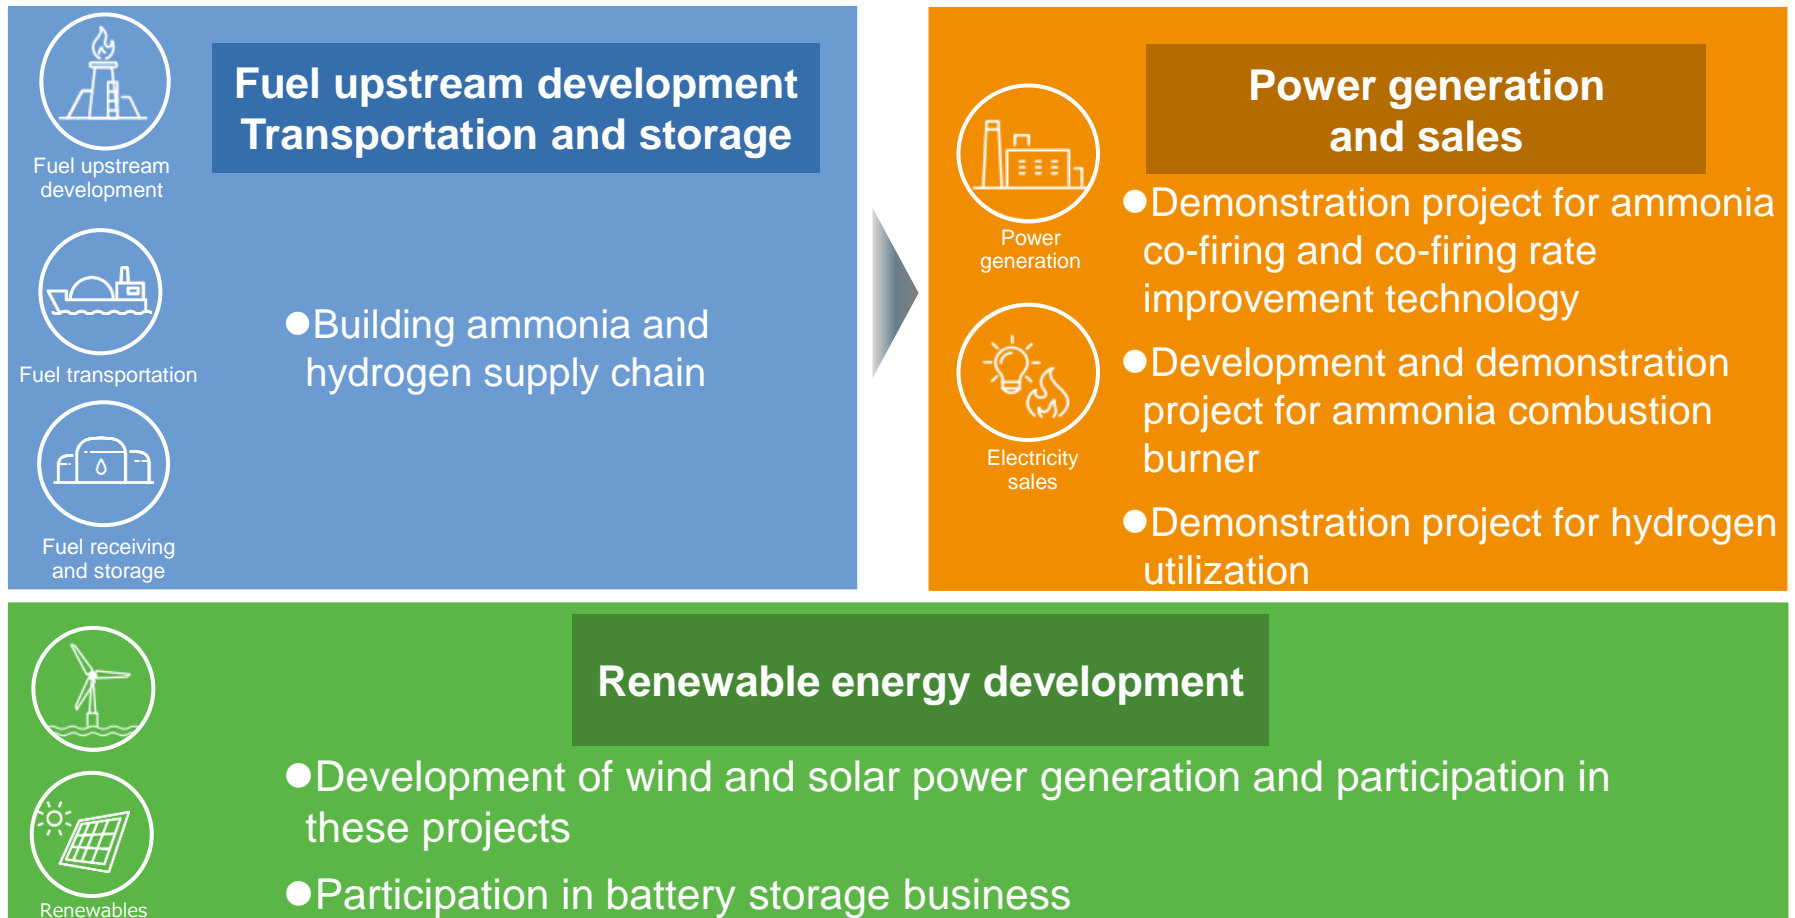 Fuel upstream development
Transportation and storage
Fuel upstream
development
Fuel transportation
Fuel receiving
and storage
●Building ammonia and
hydrogen supply chain
Power generation
and sales
Power
generation
Electricity
sales
●Demonstration project for ammonia
co-firing and co-firing rate
improvement technology
●Development and demonstration
project for ammonia combustion
burner
●Demonstration project for hydrogen
utilization
Renewable energy development
Renewables
●Development of wind and solar power generation and participation in
these projects
●Participation in battery storage business